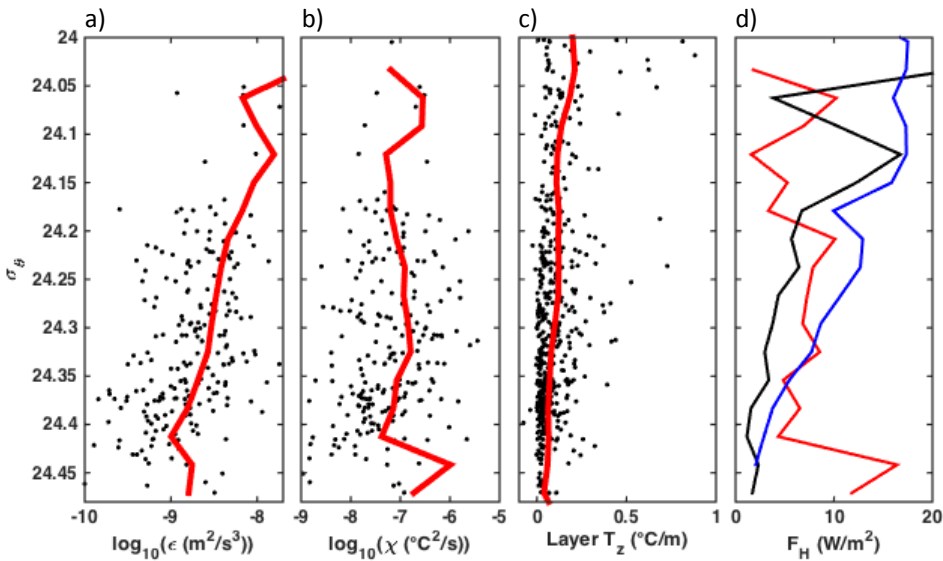 a) b) c) d)
24
24.05
24.1
24.15
24.2
24.25
24.3
24.35
24.4
24.45
σθ
-10 -9 -8 -9 -8 -7 -6 -5 0 0.5 1 0 10 20
log10(ϵ (m2/s3)) log10(χ (°C2/s)) Layer Tz (°C/m) FH (W/m2)